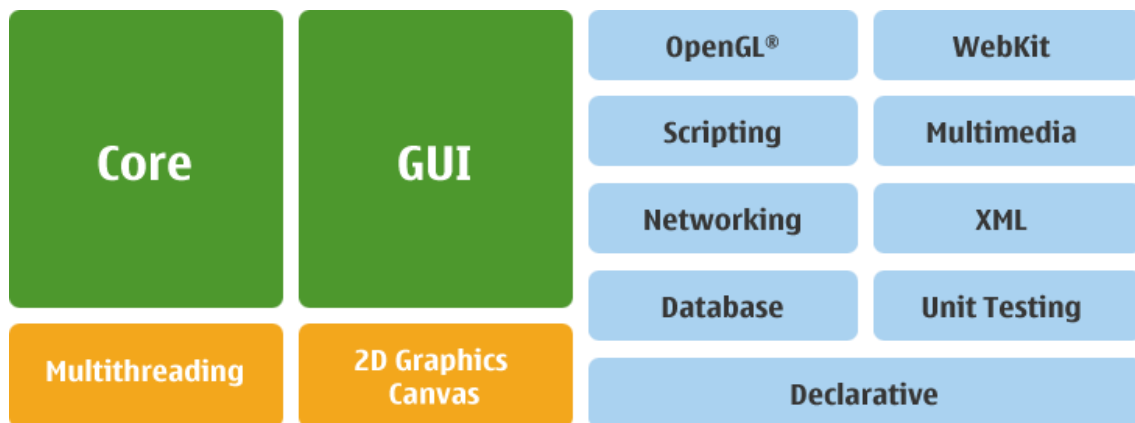 Core
GUI
Multithreading
2D Graphics
Canvas
OpenGL®
WebKit
Scripting
Multimedia
Networking
XML
Database
Unit Testing
Declarative